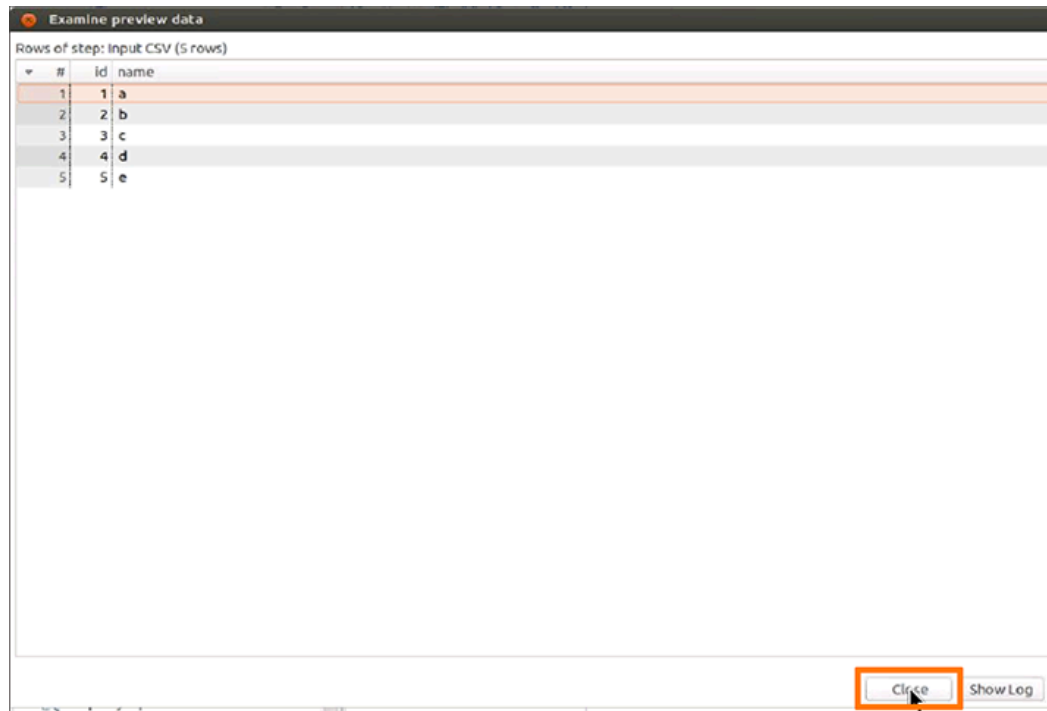 Examine preview data
Rows of step: Input CSV (5 rows)
# id name
1 1 a
2 2 b
3 3 c
4 4 d
5 5 e
Close Show Log